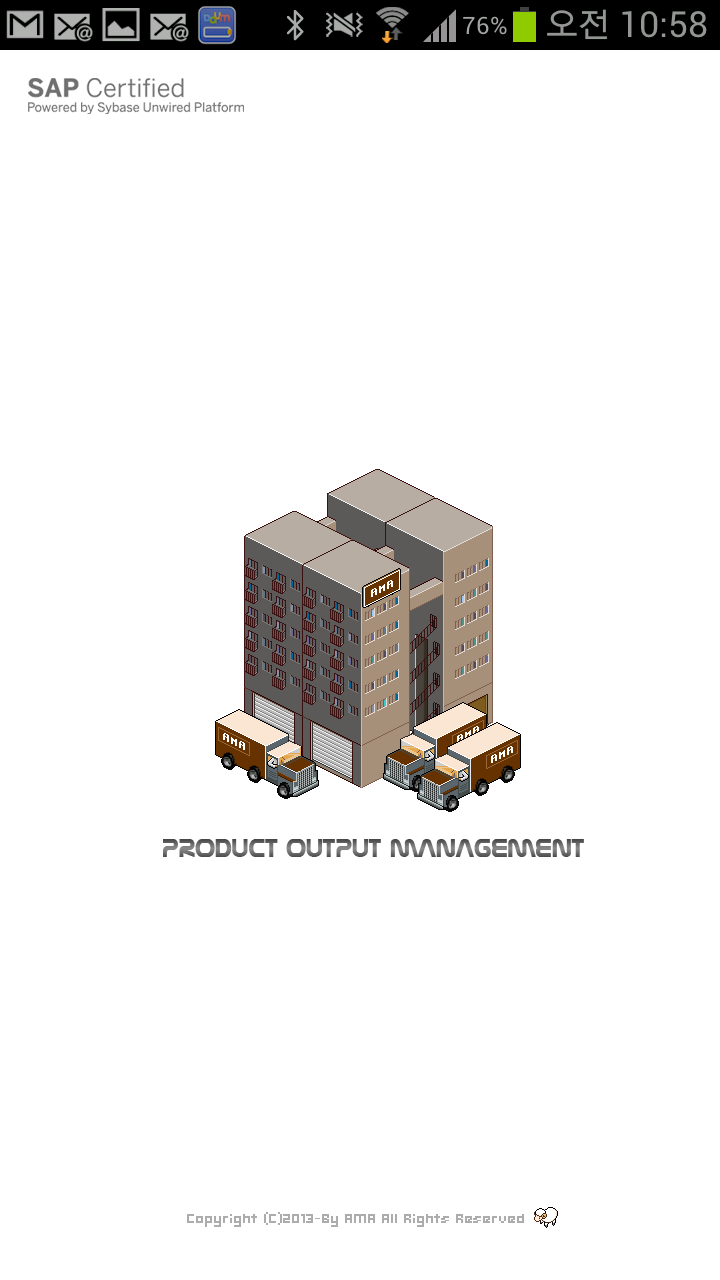 76% 오전 10:58
SAP Certified
Powered by Sybase Unwired Platform
AMA
AMA
AMA
AMA
PRODUCT OUTPUT MANAGEMENT
Copyright (C)2013-By AMA All Rights Reserved